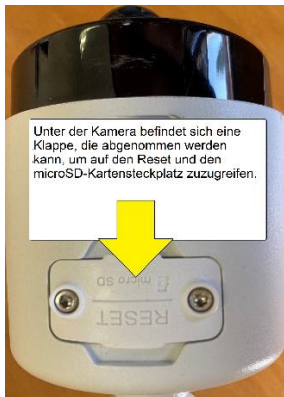 Unter der Kamera befindet sich eine
Klappe, die abgenommen werden
kann, um auf den Reset und den
microSD-Kartensteckplatz zuzugreifen.
micro SD
RESET